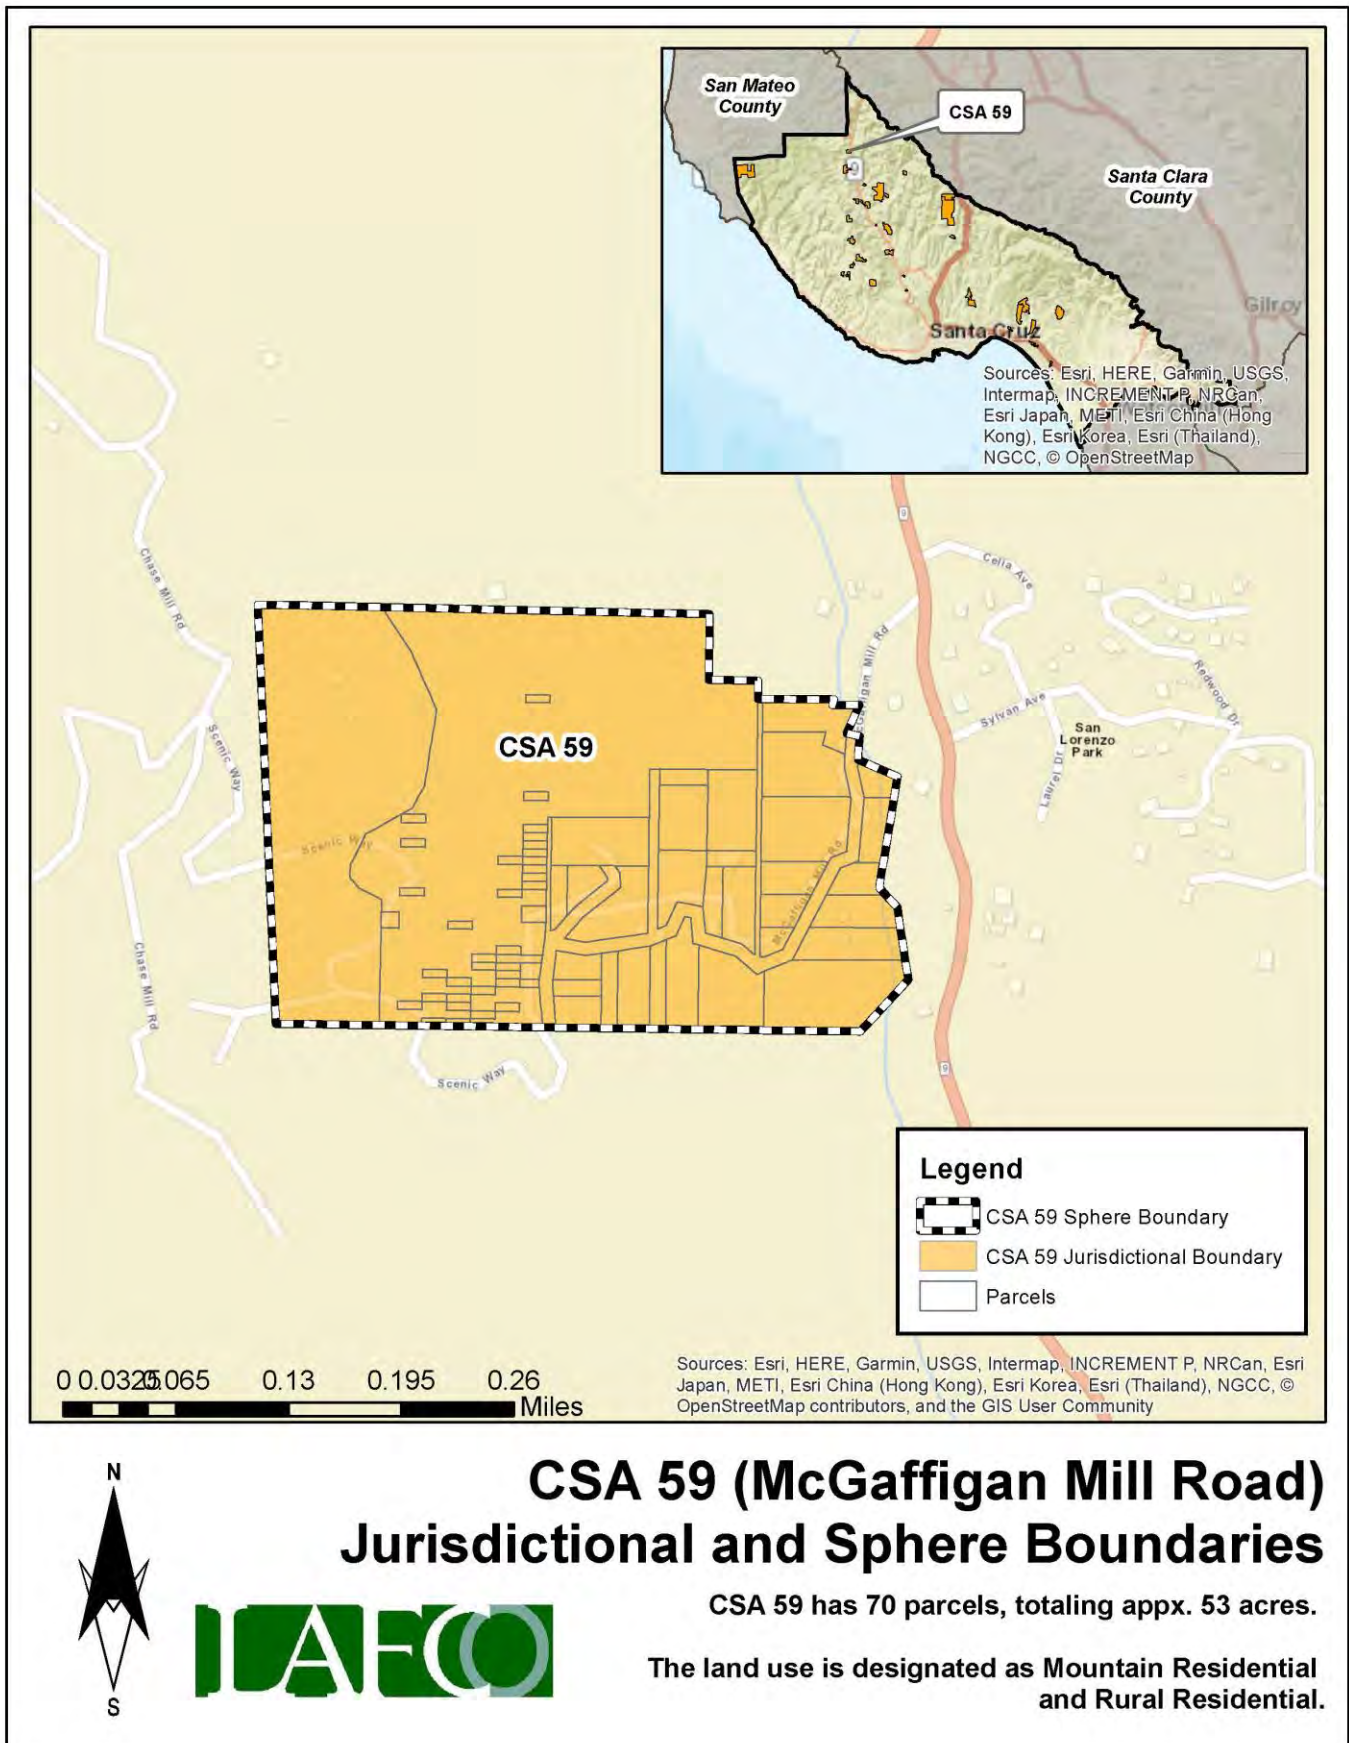 San Mateo
County
CSA 59
9
Santa Clara
County
Gilroy
Santa Cruz
Sources: Esri, HERE, Garmin, USGS,
Intermap, INCREMENT P, NRCan,
Esri Japan, METI, Esri China (Hong
Kong), Esri Korea, Esri (Thailand),
NGCC, © OpenStreetMap
9
Celia Ave
Chase Mill Rd
Mill Rd
Redwood Dr
Sylvan Ave
San
Lorenzo
Park
Laurel Dr
Scenic Way
CSA 59
Scenic Way
McGaffigan Mill Rd
Chase Mill Rd
Scenic Way
9
Legend
CSA 59 Sphere Boundary
CSA 59 Jurisdictional Boundary
Parcels
0 0.0325 0.065 0.13 0.195 0.26
Miles
Sources: Esri, HERE, Garmin, USGS, Intermap, INCREMENT P, NRCan, Esri
Japan, METI, Esri China (Hong Kong), Esri Korea, Esri (Thailand), NGCC, ©
OpenStreetMap contributors, and the GIS User Community
N
S
CSA 59 (McGaffigan Mill Road)
Jurisdictional and Sphere Boundaries
LAFCO
CSA 59 has 70 parcels, totaling appx. 53 acres.
The land use is designated as Mountain Residential
and Rural Residential.